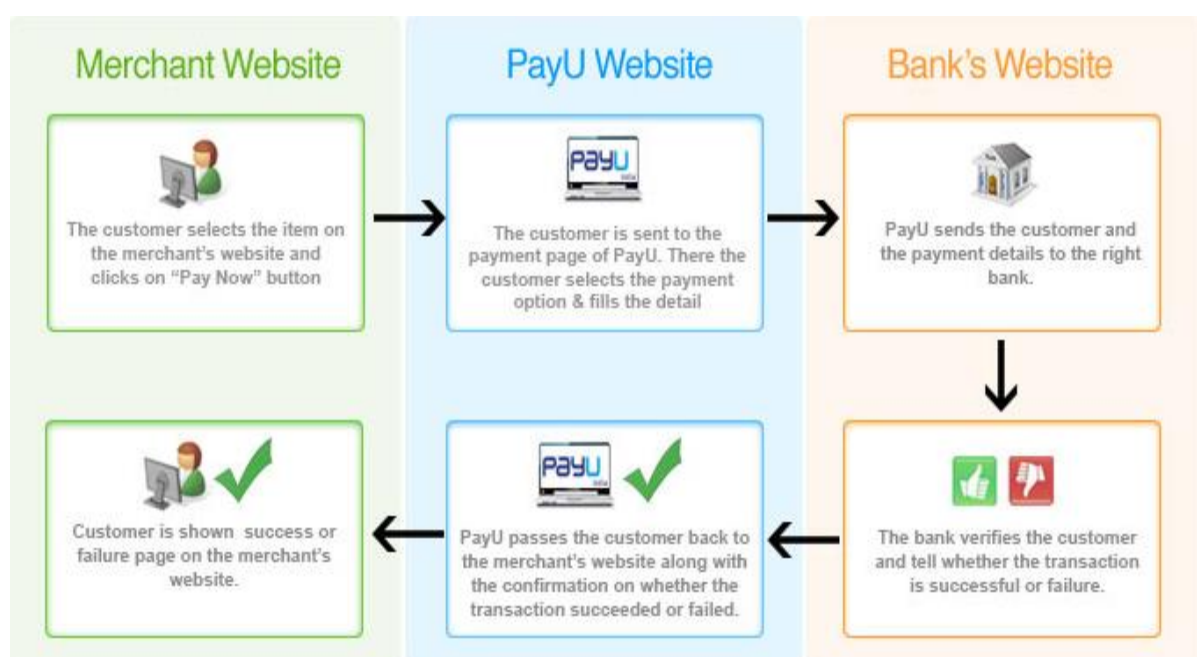 Merchant Website
PayU Website
Bank's Website
The customer selects the item on
the merchant's website and
clicks on “Pay Now” button
PayU
The customer is sent to the
payment page of PayU. There the
customer selects the payment
option & fills the detail
PayU sends the customer and
the payment details to the right
bank.
Customer is shown success or
failure page on the merchant's
website.
PayU
PayU passes the customer back to
the merchant's website along with
the confirmation on whether the
transaction succeeded or failed.
The bank verifies the customer
and tell whether the transaction
is successful or failure.